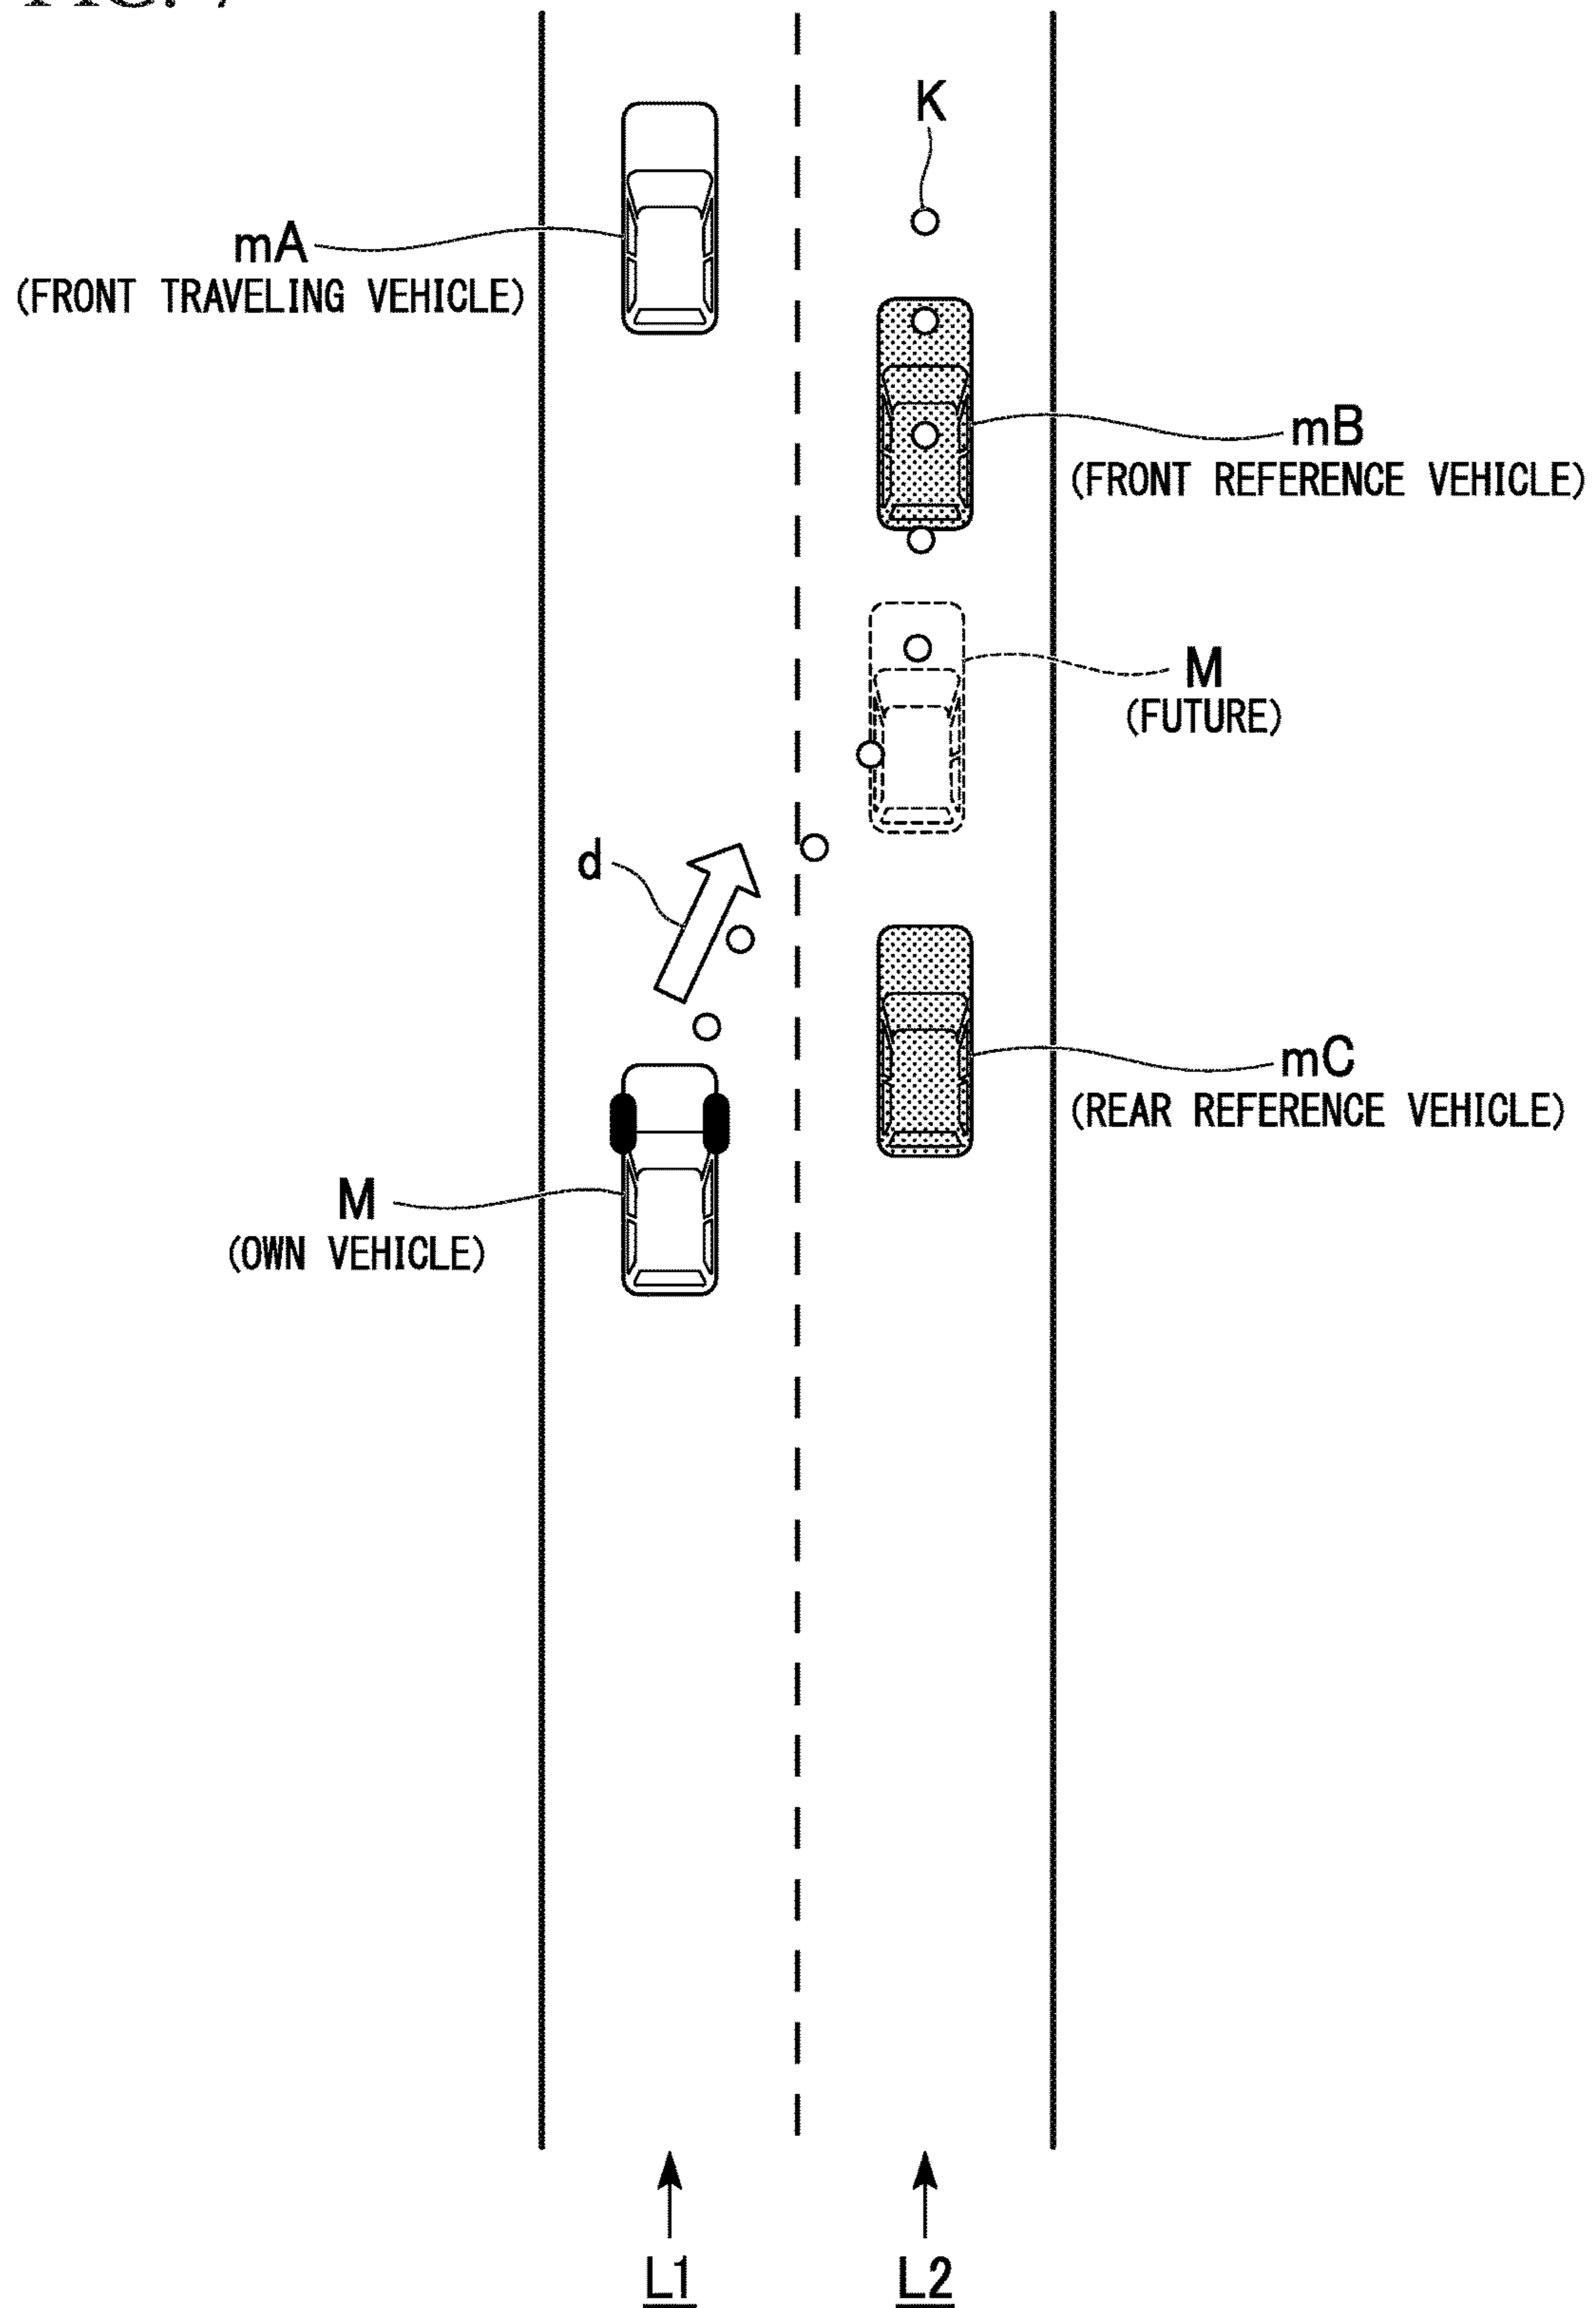 K
mA
(FRONT TRAVELING VEHICLE)
mB
(FRONT REFERENCE VEHICLE)
M
(FUTURE)
d
mC
(REAR REFERENCE VEHICLE)
M
(OWN VEHICLE)
L1
L2